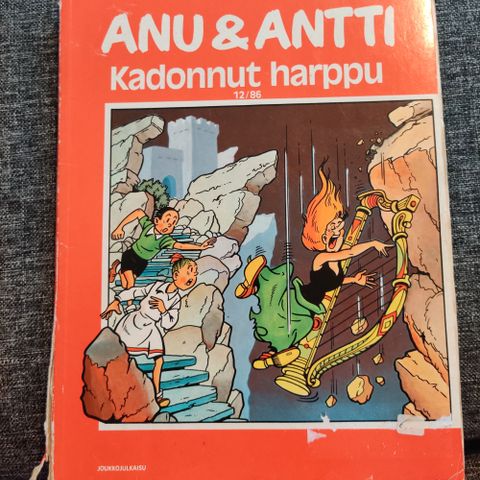 ANU & ANTTI
Kadonnut harppu
12/86
JOUKKOJULKAISU